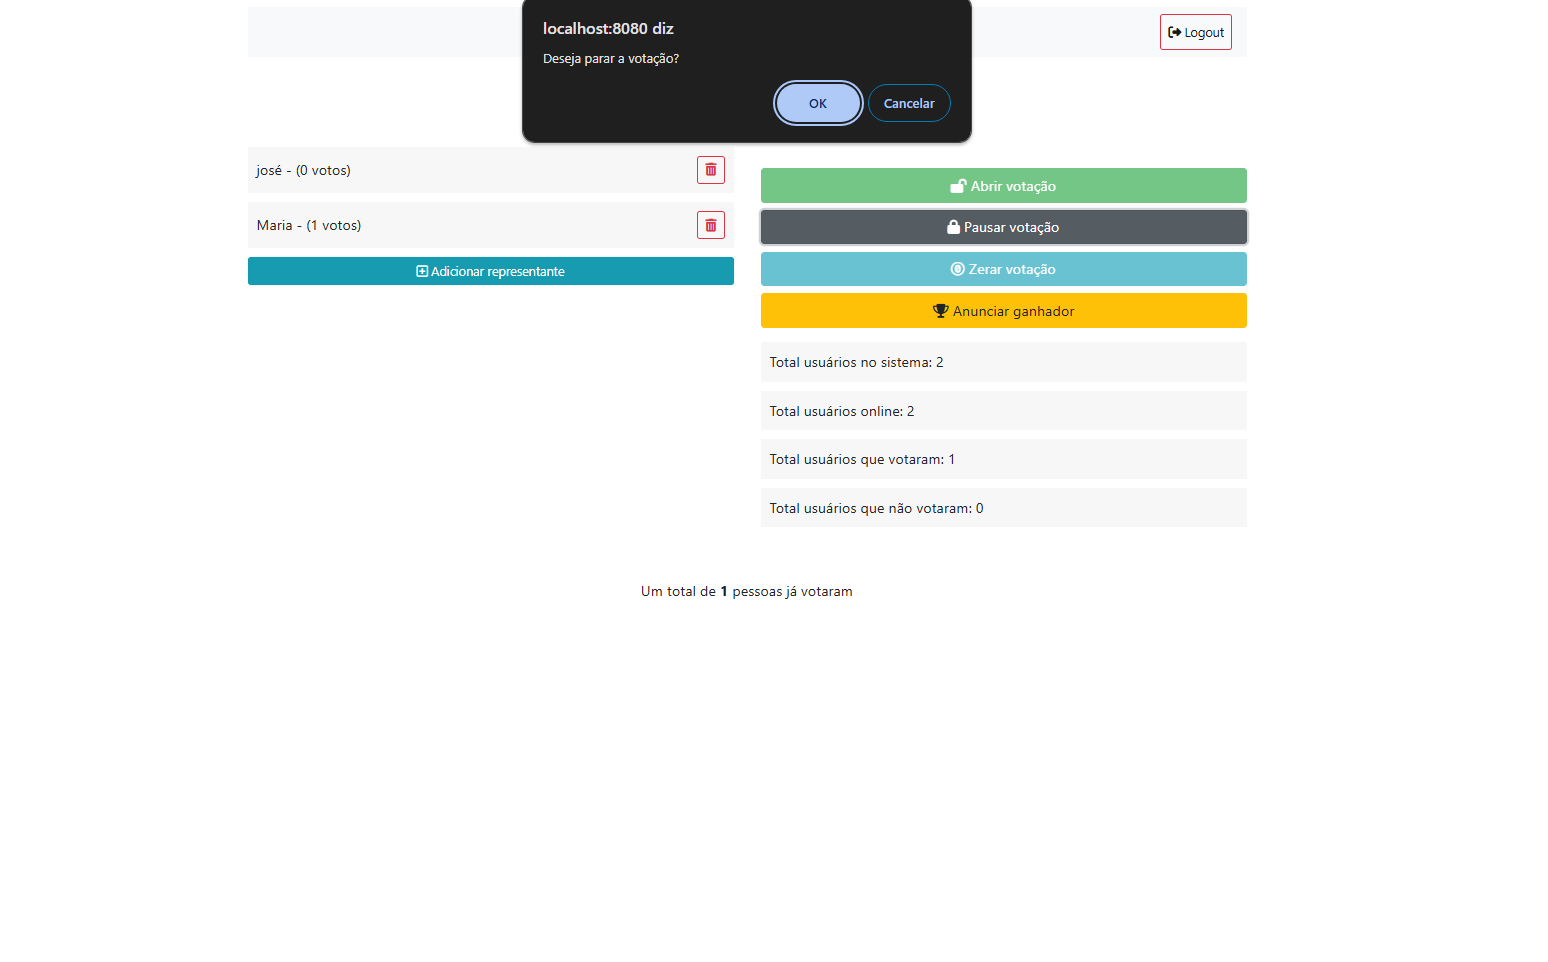 localhost:8080 diz
Deseja parar a votação?
OK
Cancelar
Logout
josé - (0 votos)
Maria - (1 votos)
Adicionar representante
Abrir votação
Pausar votação
Zerar votação
Anunciar ganhador
Total usuários no sistema: 2
Total usuários online: 2
Total usuários que votaram: 1
Total usuários que não votaram: 0
Um total de 1 pessoas já votaram